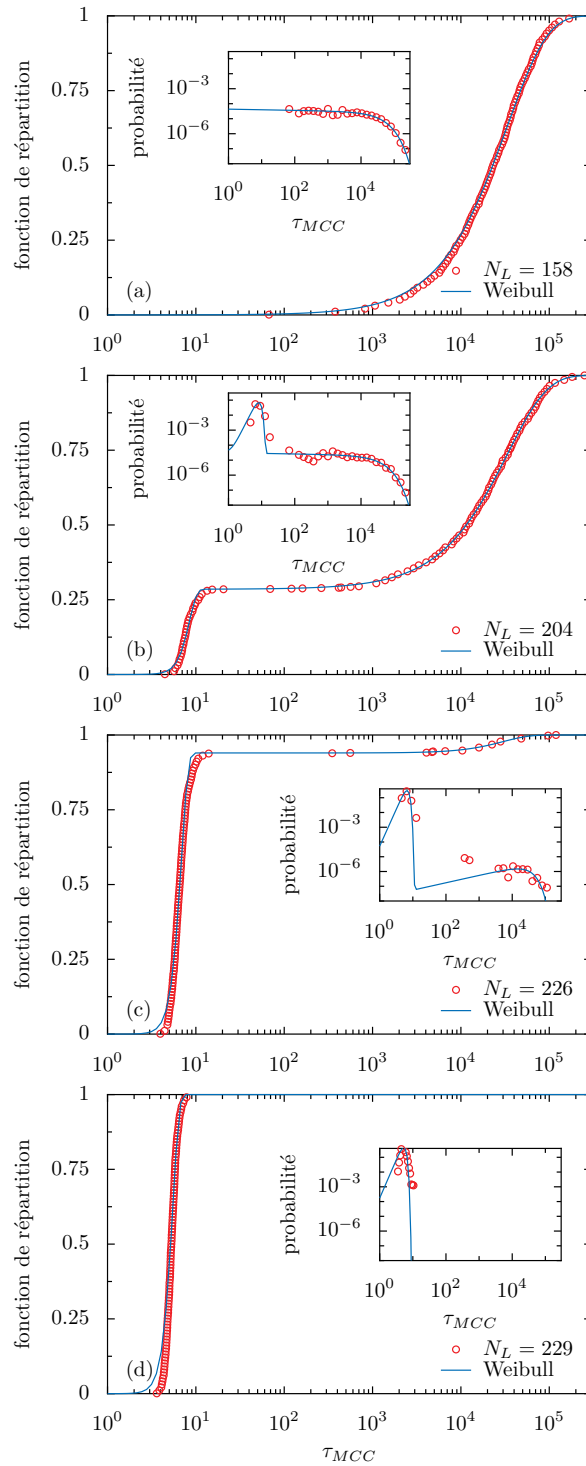 1
0.75
0.5
0.25
0
fonction de répartition
10^0 10^1 10^2 10^3 10^4 10^5
(a)
N_L = 158
Weibull
probabilité
10^-3
10^-6
10^0 10^2 10^4
τ_MCC
1
0.75
0.5
0.25
0
fonction de répartition
10^0 10^1 10^2 10^3 10^4 10^5
(b)
N_L = 204
Weibull
probabilité
10^-3
10^-6
10^0 10^2 10^4
τ_MCC
1
0.75
0.5
0.25
0
fonction de répartition
10^0 10^1 10^2 10^3 10^4 10^5
(c)
N_L = 226
Weibull
probabilité
10^-3
10^-6
10^0 10^2 10^4
τ_MCC
1
0.75
0.5
0.25
0
fonction de répartition
10^0 10^1 10^2 10^3 10^4 10^5
(d)
N_L = 229
Weibull
probabilité
10^-3
10^-6
10^0 10^2 10^4
τ_MCC
τ_MCC